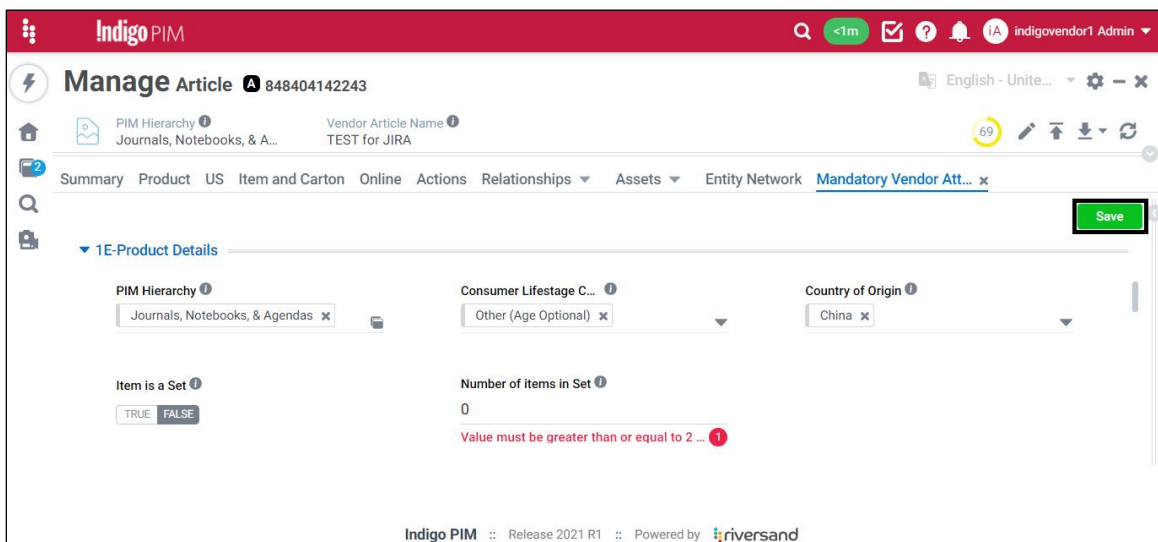 !ndigo PIM
<1m
?
iA indigovendor1 Admin
Manage Article A 848404142243
English - Unite...
PIM Hierarchy i
Vendor Article Name i
Journals, Notebooks, & A...
TEST for JIRA
69
2
Summary Product US Item and Carton Online Actions Relationships Assets Entity Network Mandatory Vendor Att... x
Save
1E-Product Details
PIM Hierarchy i
Consumer Lifestage C... i
Country of Origin i
Journals, Notebooks, & Agendas x
Other (Age Optional) x
China x
Item is a Set i
Number of items in Set i
TRUE FALSE
0
Value must be greater than or equal to 2 ... 1
Indigo PIM :: Release 2021 R1 :: Powered by riversand